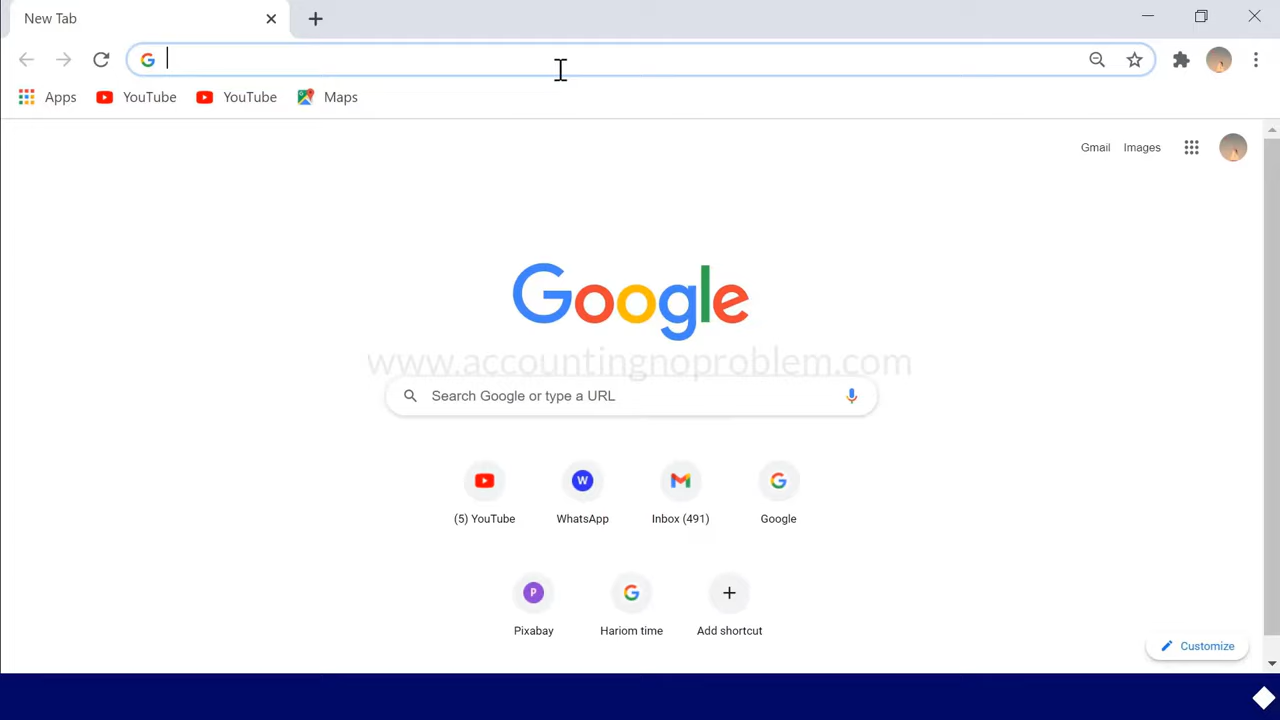 New Tab
Apps YouTube YouTube Maps
Gmail Images
Google
www.accountingnoproblem.com
Search Google or type a URL
W
(5) YouTube WhatsApp Inbox (491) Google
P
Pixabay Hariom time Add shortcut
Customize